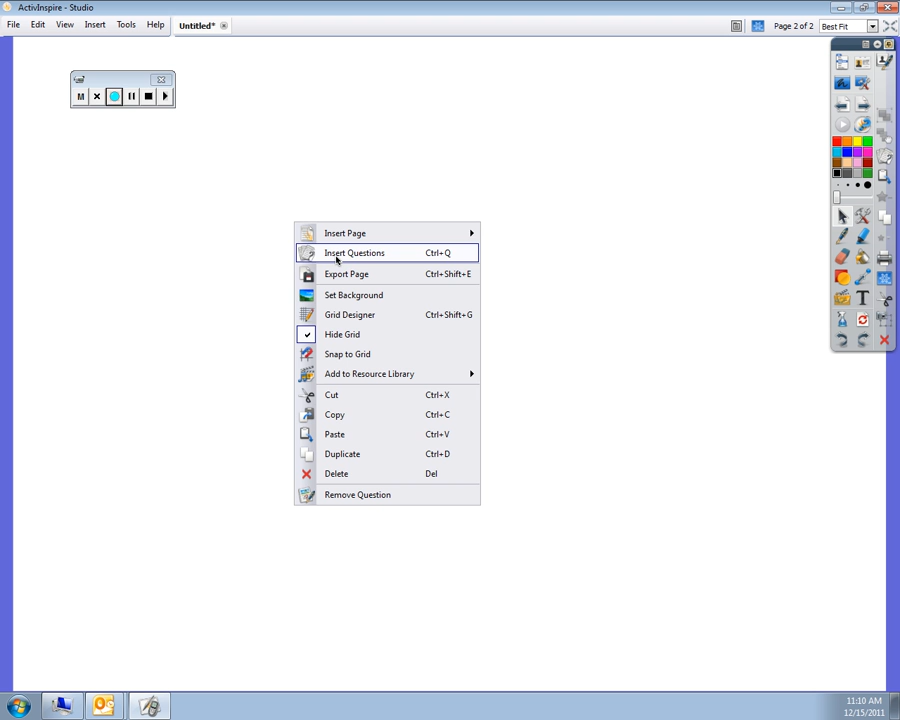 ActivInspire - Studio
File Edit View Insert Tools Help Untitled* Page 2 of 2 Best Fit
M
Insert Page
Insert Questions Ctrl+Q
Export Page Ctrl+Shift+E
Set Background
Grid Designer Ctrl+Shift+G
Hide Grid
Snap to Grid
Add to Resource Library
Cut Ctrl+X
Copy Ctrl+C
Paste Ctrl+V
Duplicate Ctrl+D
Delete Del
Remove Question
T
11:10 AM
12/15/2011